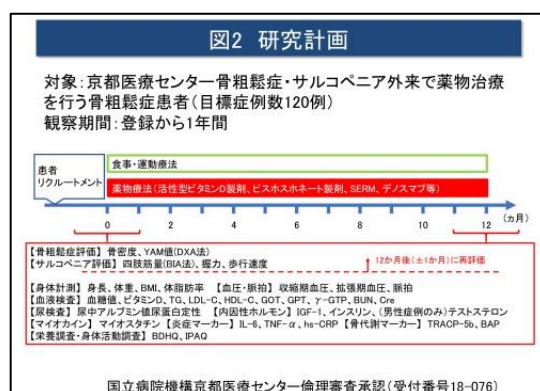 図2 研究計画
対象:京都医療センター骨粗鬆症・サルコペニア外来で薬物治療
を行う骨粗鬆症患者(目標症例数120例)
観察期間:登録から1年間
患者
リクルートメント
食事・運動療法
薬物療法(活性型ビタミンD製剤、ビスホスホネート製剤、SERM、デノスマブ等)
0 2 4 6 8 10 12 (ヵ月)
【骨粗鬆症評価】 骨密度、YAM値(DXA法)
【サルコペニア評価】 四肢筋量(BIA法)、握力、歩行速度
12か月後(±1か月)に再評価
【身体計測】 身長、体重、BMI、体脂肪率 【血圧・脈拍】 収縮期血圧、拡張期血圧、脈拍
【血液検査】 血糖値、ビタミンD、TG、LDL-C、HDL-C、GOT、GPT、γ-GTP、BUN、Cre
【尿検査】 尿中アルブミン値尿蛋白定性 【内因性ホルモン】 IGF-1、インスリン、(男性症例のみ)テストステロン
【マイオカイン】 マイオスタチン 【炎症マーカー】 IL-6、TNF-α、hs-CRP 【骨代謝マーカー】 TRACP-5b、BAP
【栄養調査・身体活動調査】 BDHQ、IPAQ
国立病院機構京都医療センター倫理審査承認(受付番号18-076)